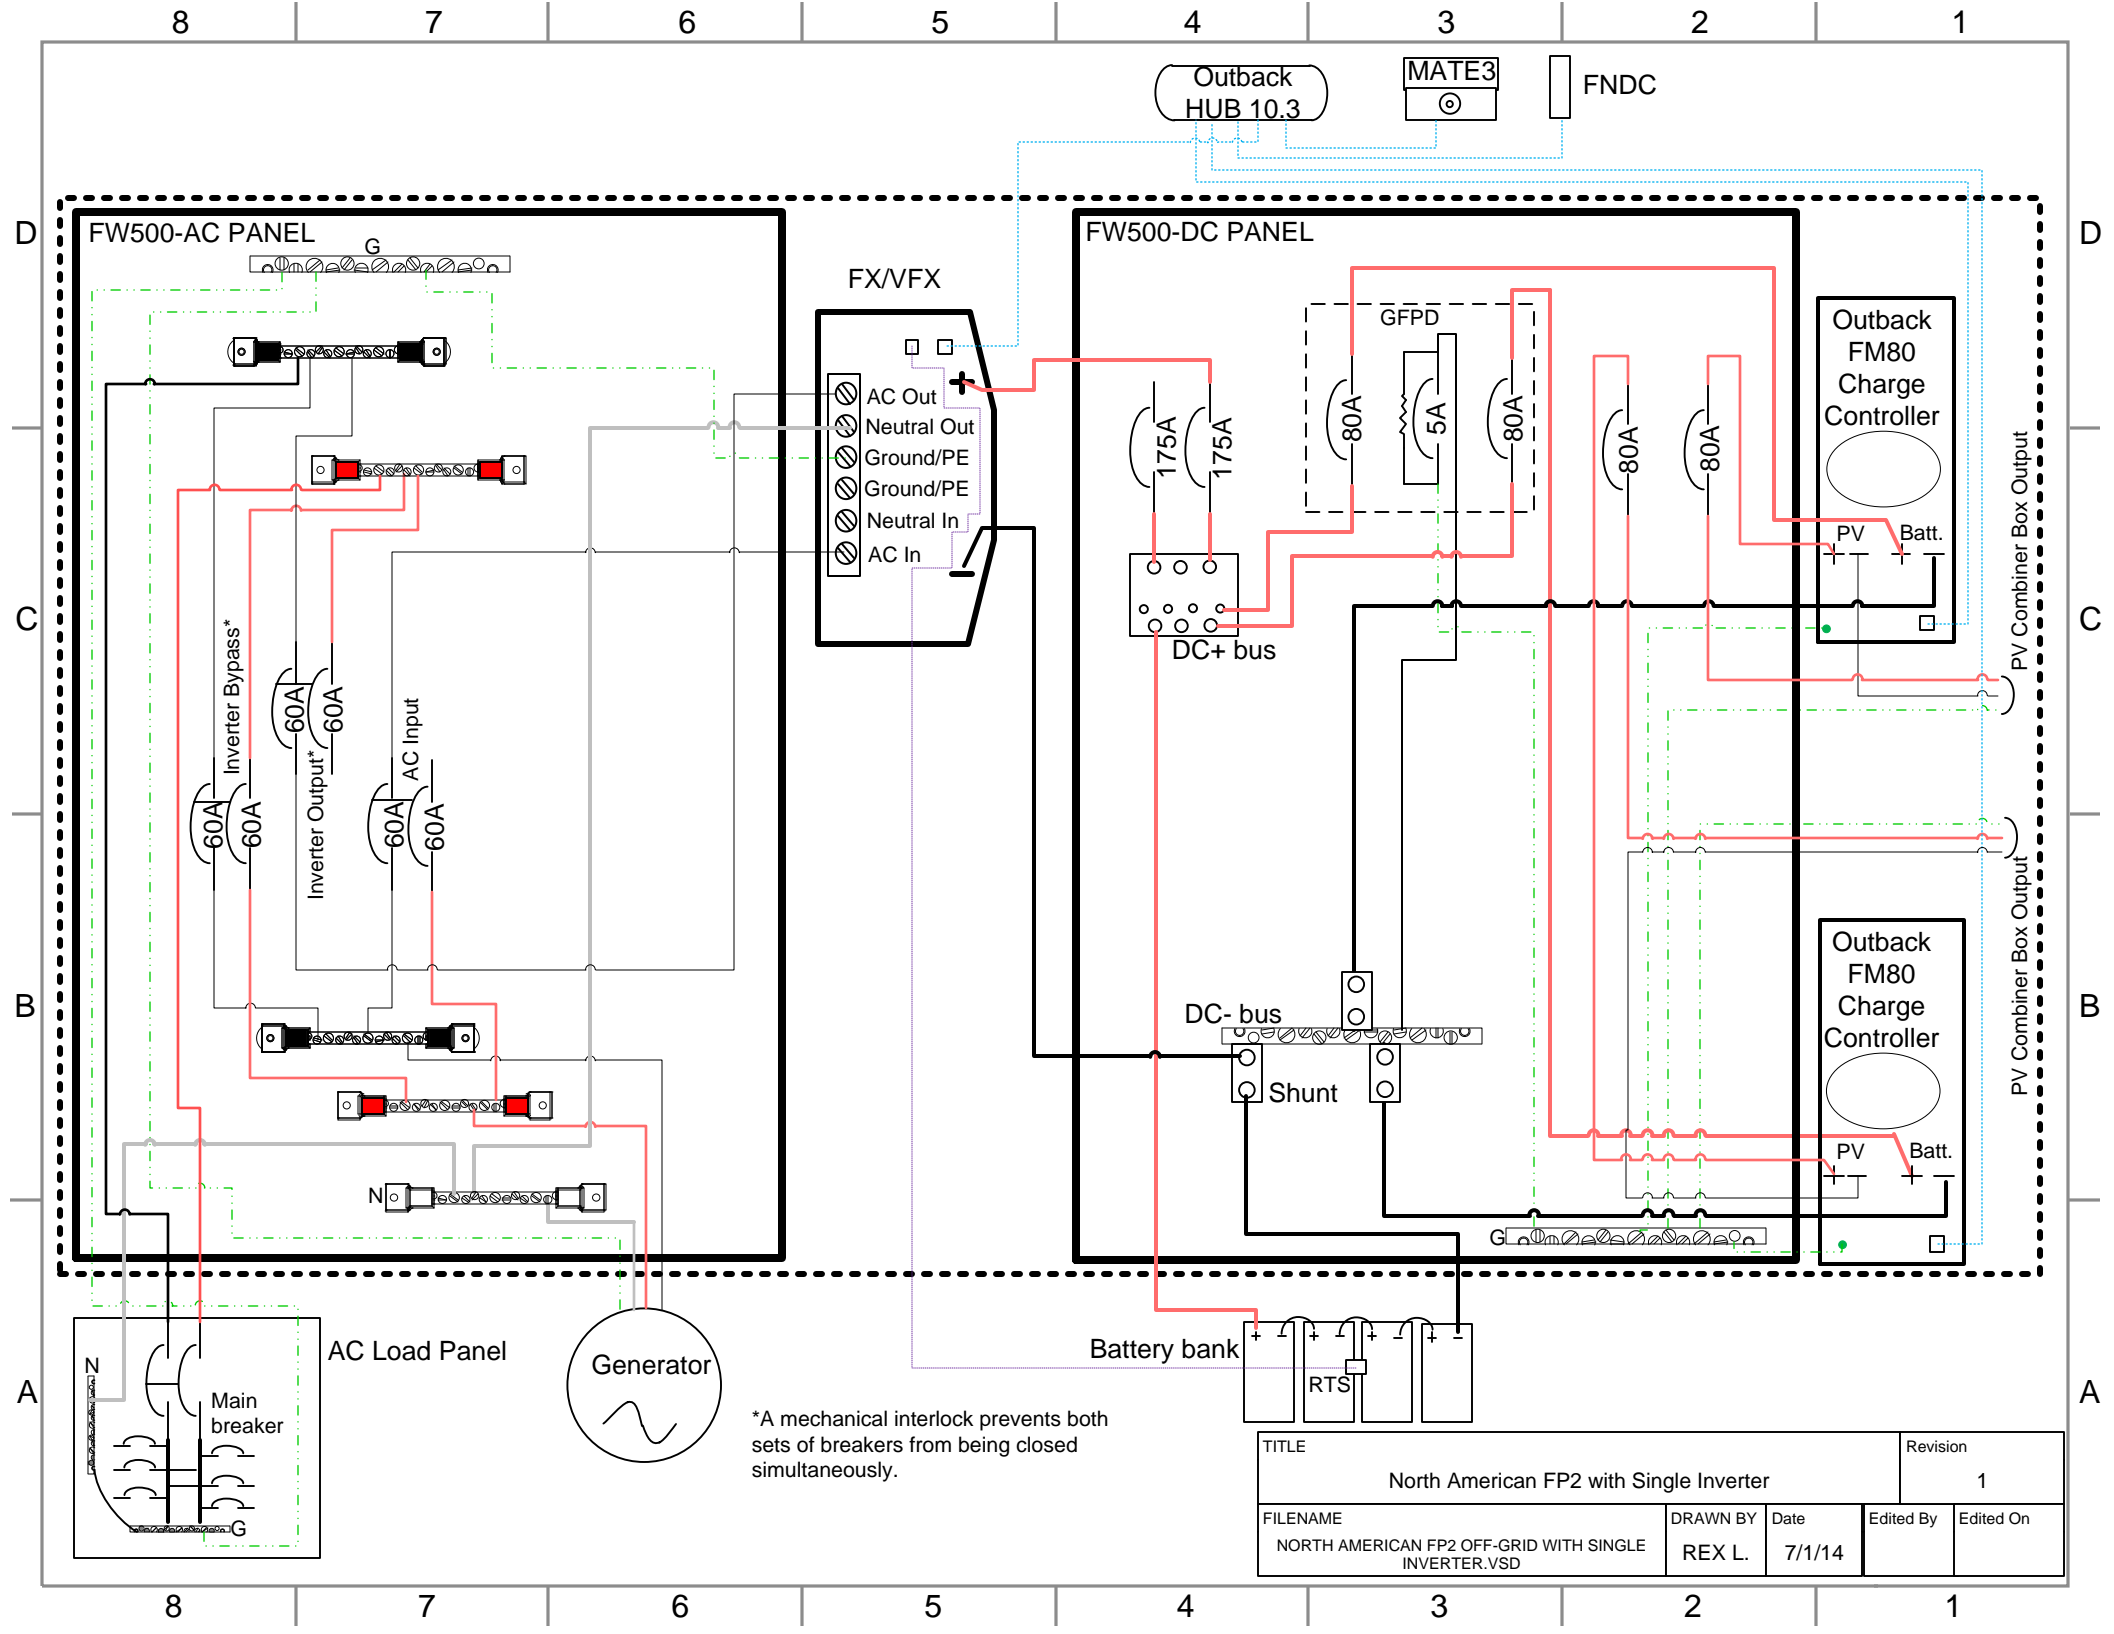 8 7 6 5 4 3 2 1
Outback
HUB 10.3
MATE3
FNDC
D
D
FW500-AC PANEL
G
FX/VFX
FW500-DC PANEL
GFPD
Outback
FM80
Charge
Controller
AC Out
Neutral Out
Ground/PE
Ground/PE
Neutral In
AC In
175A
175A
80A
5A
80A
80A
80A
PV
Batt.
PV Combiner Box Output
C
C
DC+ bus
Inverter Bypass*
60A
60A
Inverter Output*
AC Input
60A
60A
60A
60A
PV Combiner Box Output
Outback
FM80
Charge
Controller
PV
Batt.
B
B
DC- bus
Shunt
N
G
A
A
AC Load Panel
N
Main
breaker
G
Generator
Battery bank
+ - + - + - + -
RTS
*A mechanical interlock prevents both
sets of breakers from being closed
simultaneously.
TITLE
North American FP2 with Single Inverter
Revision
1
FILENAME
NORTH AMERICAN FP2 OFF-GRID WITH SINGLE
INVERTER.VSD
DRAWN BY
REX L.
Date
7/1/14
Edited By
Edited On
8 7 6 5 4 3 2 1